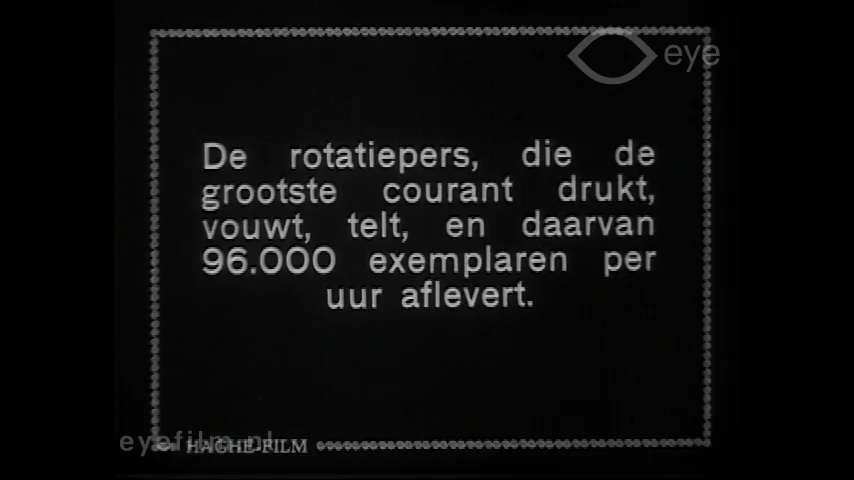 eye
De rotatiepers, die de
grootste courant drukt,
vouwt, telt, en daarvan
96.000 exemplaren per
uur aflevert.
eyefilm.nl
HAGHE-FILM